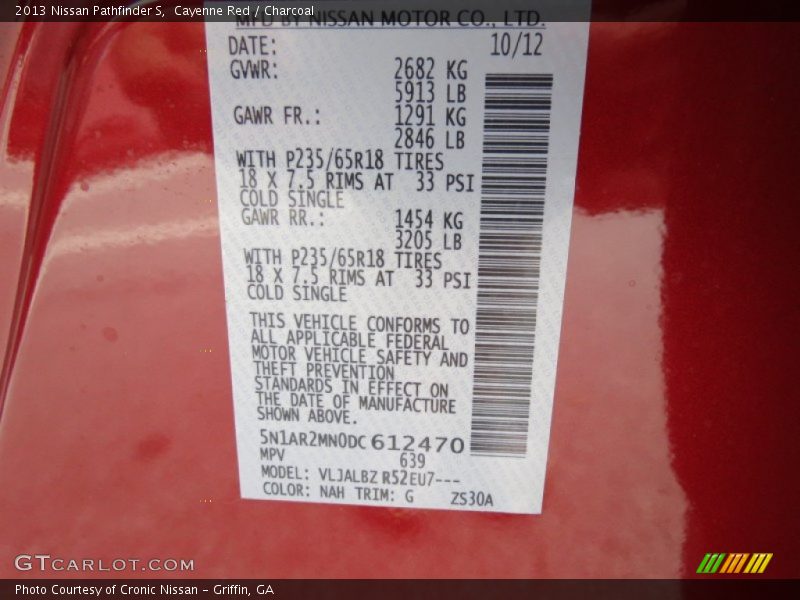 2013 Nissan Pathfinder S, Cayenne Red / Charcoal
MFD BY NISSAN MOTOR CO., LTD.
DATE: 10/12
GVWR: 2682 KG
5913 LB
GAWR FR.: 1291 KG
2846 LB
WITH P235/65R18 TIRES
18 X 7.5 RIMS AT 33 PSI
COLD SINGLE
GAWR RR.: 1454 KG
3205 LB
WITH P235/65R18 TIRES
18 X 7.5 RIMS AT 33 PSI
COLD SINGLE
THIS VEHICLE CONFORMS TO
ALL APPLICABLE FEDERAL
MOTOR VEHICLE SAFETY AND
THEFT PREVENTION
STANDARDS IN EFFECT ON
THE DATE OF MANUFACTURE
SHOWN ABOVE.
5N1AR2MN0DC612470
MPV 639
MODEL: VLJALBZ R52EU7---
COLOR: NAH TRIM: G ZS30A
GTCARLOT.COM
Photo Courtesy of Cronic Nissan - Griffin, GA